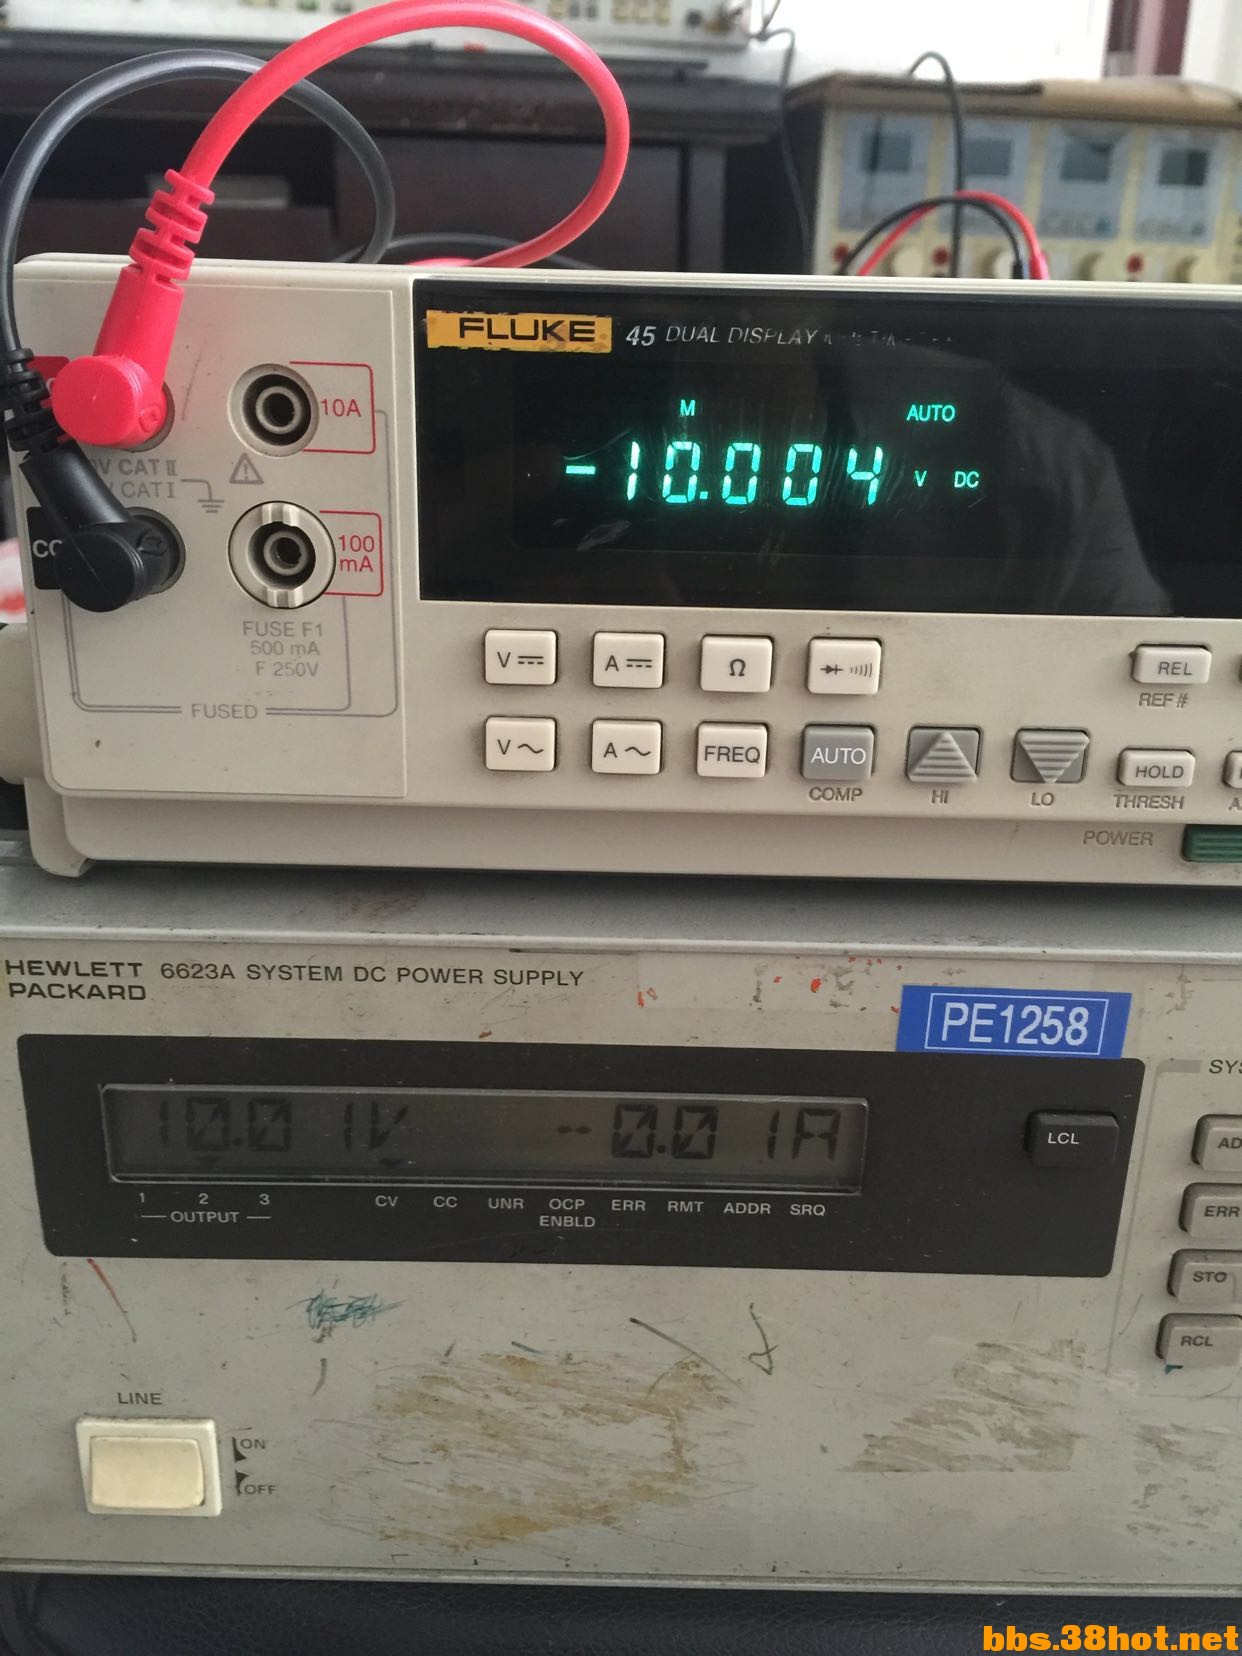 FLUKE 45 DUAL DISPLAY
M AUTO
-10.004 V DC
10A
V CAT II
V CAT I
100 mA
FUSE F1
500 mA
F 250V
FUSED
V A Ω REL
REF#
V A FREQ AUTO HOLD
COMP HI LO THRESH
POWER
HEWLETT PACKARD 6623A SYSTEM DC POWER SUPPLY
PE1258
10.01V -0.01A
LCL
1 2 3 CV CC UNR OCP ENBLD ERR RMT ADDR SRQ
OUTPUT
ERR
STO
RCL
LINE
ON
OFF
bbs.38hot.net